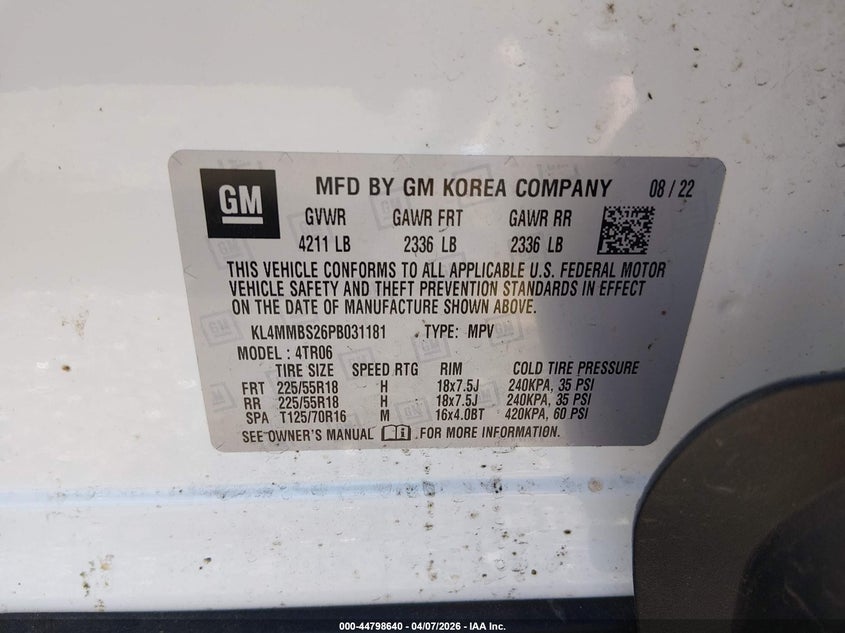 GM MFD BY GM KOREA COMPANY 08 / 22
GVWR GAWR FRT GAWR RR
4211 LB 2336 LB 2336 LB
THIS VEHICLE CONFORMS TO ALL APPLICABLE U.S. FEDERAL MOTOR
VEHICLE SAFETY AND THEFT PREVENTION STANDARDS IN EFFECT
ON THE DATE OF MANUFACTURE SHOWN ABOVE.
KL4MMBS26PB031181 TYPE: MPV
MODEL : 4TR06
TIRE SIZE SPEED RTG RIM COLD TIRE PRESSURE
FRT 225/55R18 H 18x7.5J 240KPA, 35 PSI
RR 225/55R18 H 18x7.5J 240KPA, 35 PSI
SPA T125/70R16 M 16x4.0BT 420KPA, 60 PSI
SEE OWNER'S MANUAL FOR MORE INFORMATION.
000-44798640 - 04/07/2026 - IAA Inc.